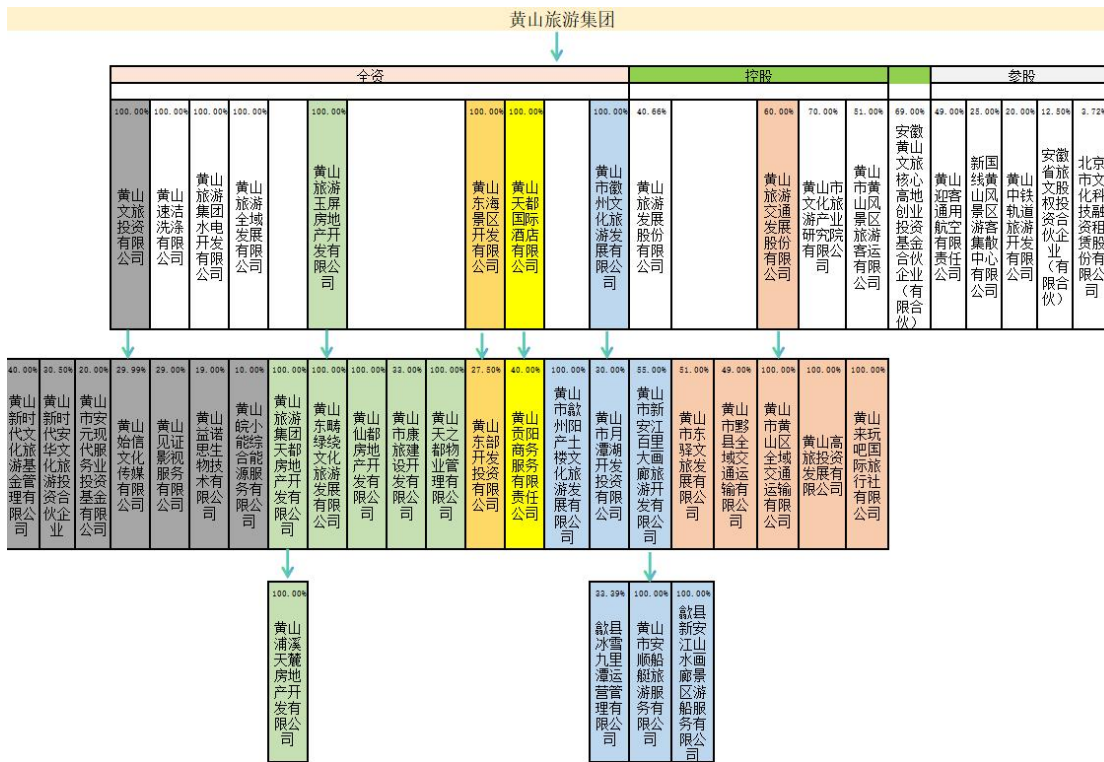 黄山旅游集团
全资
控股
参股
100.00%
100.00%
100.00%
100.00%
100.00%
100.00%
100.00%
100.00%
40.66%
60.00%
70.00%
51.00%
69.00%
49.00%
25.00%
20.00%
12.50%
3.72%
黄山文旅投资有限公司
黄山速洁洗涤有限公司
黄山旅游集团水电开发有限公司
黄山旅游全域发展有限公司
黄山旅游玉屏房地产开发有限公司
黄山东海景区开发有限公司
黄山天都国际酒店有限公司
黄山市徽州文化旅游发展有限公司
黄山旅游发展股份有限公司
黄山旅游交通发展股份有限公司
黄山市文化旅游产业研究院有限公司
黄山市黄山风景区旅游客运有限公司
安徽黄山文旅核心高地创业投资基金合伙企业（有限合伙）
黄山迎客通用航空有限责任公司
新国线黄山风景区游客集散中心有限公司
黄山中铁轨道旅游开发有限公司
安徽省文旅股权投资合伙企业（有限合伙）
北京市文化科技融资租赁股份有限公司
40.00%
30.50%
20.00%
29.99%
29.00%
19.00%
10.00%
100.00%
100.00%
100.00%
33.00%
100.00%
27.50%
40.00%
100.00%
30.00%
55.00%
51.00%
49.00%
100.00%
100.00%
100.00%
黄山新时代文化旅游基金管理有限公司
黄山新时代安华文化旅游投资合伙企业
黄山市安元现代服务业投资基金有限公司
黄山始信文化传媒有限公司
黄山见证影视服务有限公司
黄山益诺思生物技术有限公司
黄山皖小能综合能源服务有限公司
黄山旅游集团天都房地产开发有限公司
黄山东畴绿绕文化旅游发展有限公司
黄山仙都房地产开发有限公司
黄山市康旅建设开发有限公司
黄山天之都物业管理有限公司
黄山东部开发投资有限公司
黄山贡阳商务服务有限责任公司
黄山市歙州阳产土楼文化旅游发展有限公司
黄山市月潭湖开发投资有限公司
黄山市新安江百里大画廊旅游开发有限公司
黄山市东驿文旅发展有限公司
黄山市黟县全域交通运输有限公司
黄山市黄山区全域交通运输有限公司
黄山高旅投资发展有限公司
黄山来玩吧国际旅行社有限公司
100.00%
33.39%
100.00%
100.00%
黄山浦溪天麓房地产开发有限公司
歙县冰雪九里潭运营管理有限公司
黄山市安顺船艇旅游服务有限公司
歙县新安江山水画廊景区游船服务有限公司